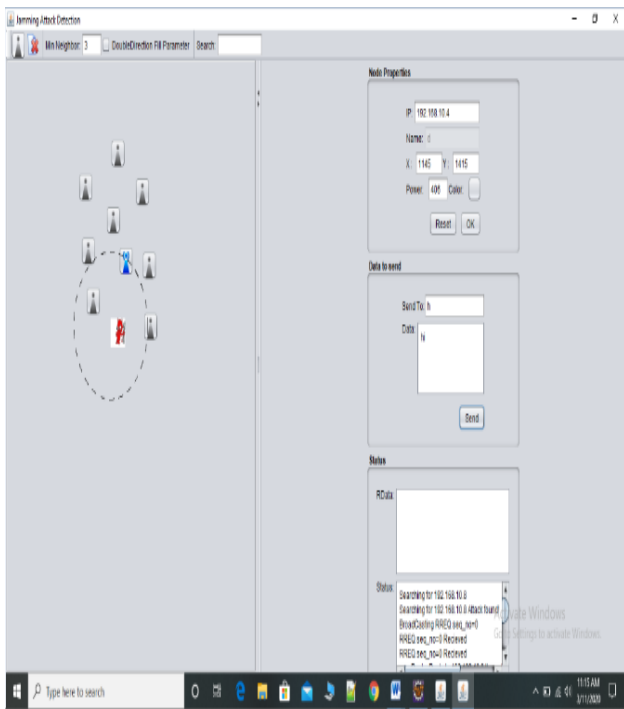 Jamming Attack Detection
Min Neighbor: 3 DoubleDirection Fill Parameter Search:
Node Properties
IP: 192.168.10.4
Name: d
X: 1145 Y: 1415
Power: 406 Color:
Reset OK
Data to send
Send To: h
Data: hi
Send
Status
RData:
Status:
Searching for 192.168.10.8
Searching for 192.168.10.8 Attack found
BroadCasting RREQ seq_no=0
RREQ seq_no=0 Recieved
RREQ seq_no=0 Recieved
Activate Windows
Go to Settings to activate Windows.
Type here to search
11:15 AM
3/11/2020